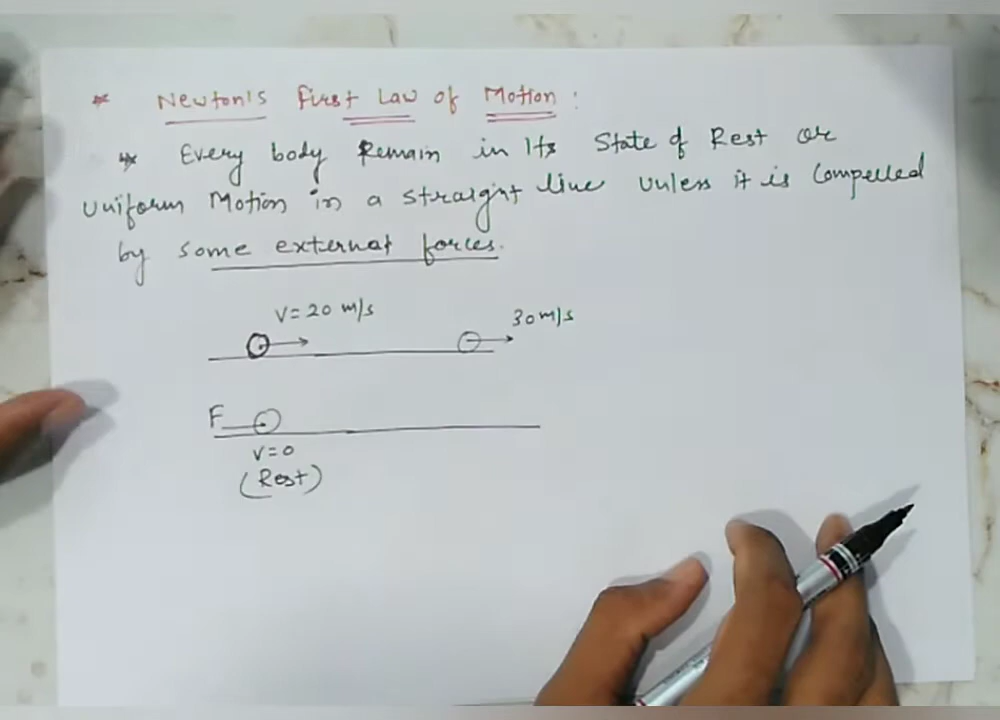 * Newton's First Law of Motion :
* Every body Remain in Its State of Rest or
Uniform Motion in a straight line unless it is Compelled
by some external forces.
V=20 m/s
30 m/s
F
V=0
(Rest)